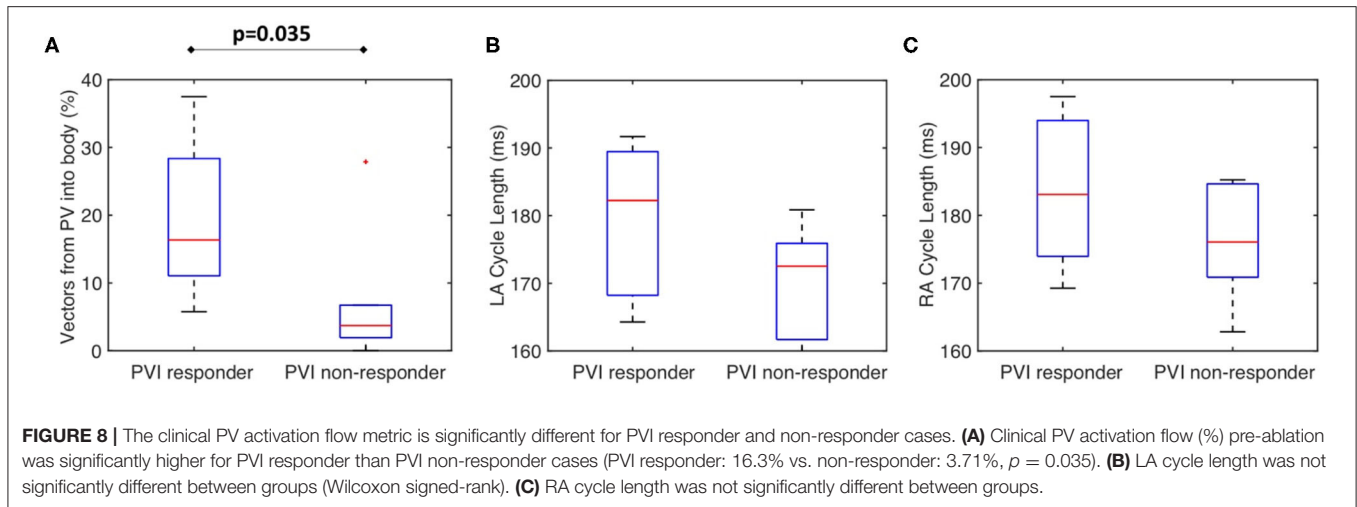 A
p=0.035
Vectors from PV into body (%)
40
30
20
10
0
PVI responder PVI non-responder
B
LA Cycle Length (ms)
200
190
180
170
160
PVI responder PVI non-responder
C
RA Cycle Length (ms)
200
190
180
170
160
PVI responder PVI non-responder
FIGURE 8 | The clinical PV activation flow metric is significantly different for PVI responder and non-responder cases. (A) Clinical PV activation flow (%) pre-ablation
was significantly higher for PVI responder than PVI non-responder cases (PVI responder: 16.3% vs. non-responder: 3.71%, p = 0.035). (B) LA cycle length was not
significantly different between groups (Wilcoxon signed-rank). (C) RA cycle length was not significantly different between groups.